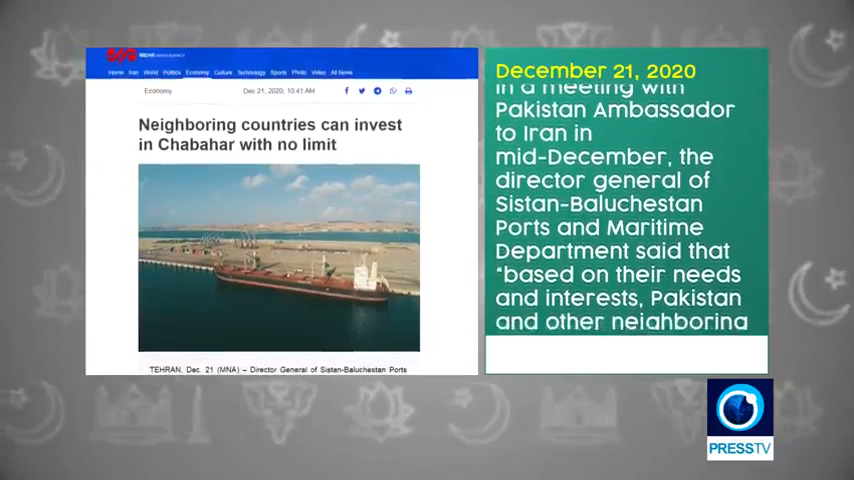 MEHR NEWS AGENCY
Home Iran World Politics Economy Culture Technology Sports Photo Video All News
Economy Dec 21, 2020, 10:41 AM
Neighboring countries can invest
in Chabahar with no limit
TEHRAN, Dec. 21 (MNA) – Director General of Sistan-Baluchestan Ports
December 21, 2020
In a meeting with
Pakistan Ambassador
to Iran in
mid-December, the
director general of
Sistan-Baluchestan
Ports and Maritime
Department said that
“based on their needs
and interests, Pakistan
and other neighboring
PRESSTV